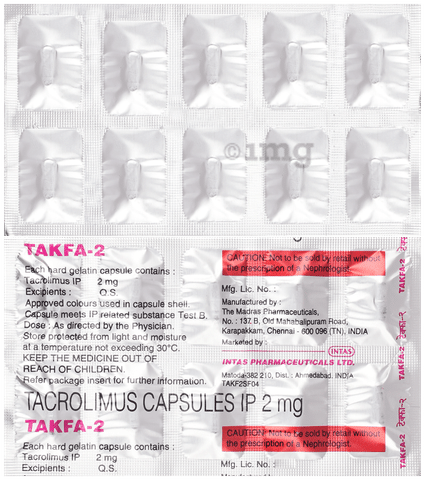 ©1mg
TAKFA-2
Each hard gelatin capsule contains :
Tacrolimus IP 2 mg
Excipients : Q.S.
Approved colours used in capsule shell.
Capsule meets IP related substance Test B.
Dose : As directed by the Physician.
Store protected from light and moisture
at a temperature not exceeding 30°C.
KEEP THE MEDICINE OUT OF
REACH OF CHILDREN.
Refer package insert for further information.
CAUTION: Not to be sold by retail without
the prescription of a Nephrologist.
Mfg. Lic. No. :
Manufactured by :
The Madras Pharmaceuticals,
No. : 137, B, Old Mahabalipuram Road,
Karapakkam, Chennai - 600 096 (TN), INDIA
Marketed by :
INTAS
INTAS PHARMACEUTICALS LTD.
Matoda-382 210, Dist. : Ahmedabad. INDIA
TAKF2SF04
TACROLIMUS CAPSULES IP 2 mg
TAKFA-2
Each hard gelatin capsule contains :
Tacrolimus IP 2 mg
Excipients : Q.S.
CAUTION: Not to be sold by retail without
the prescription of a Nephrologist.
Mfg. Lic. No. :
TAKFA-2
TAKFA-2
TAKFA-2